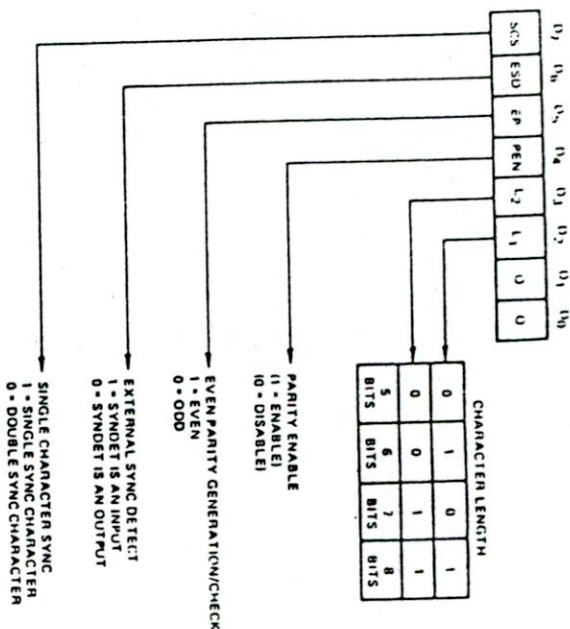 D7 D6 D5 D4 D3 D2 D1 D0
SCS ESD EP PEN L2 L1 0 0
CHARACTER LENGTH
0 1 0 1
0 0 1 1
5 6 7 8
BITS BITS BITS BITS
PARITY ENABLE
(1 = ENABLE)
(0 = DISABLE)
EVEN PARITY GENERATION/CHECK
1 = EVEN
0 = ODD
EXTERNAL SYNC DETECT
1 = SYNDET IS AN INPUT
0 = SYNDET IS AN OUTPUT
SINGLE CHARACTER SYNC
1 = SINGLE SYNC CHARACTER
0 = DOUBLE SYNC CHARACTER